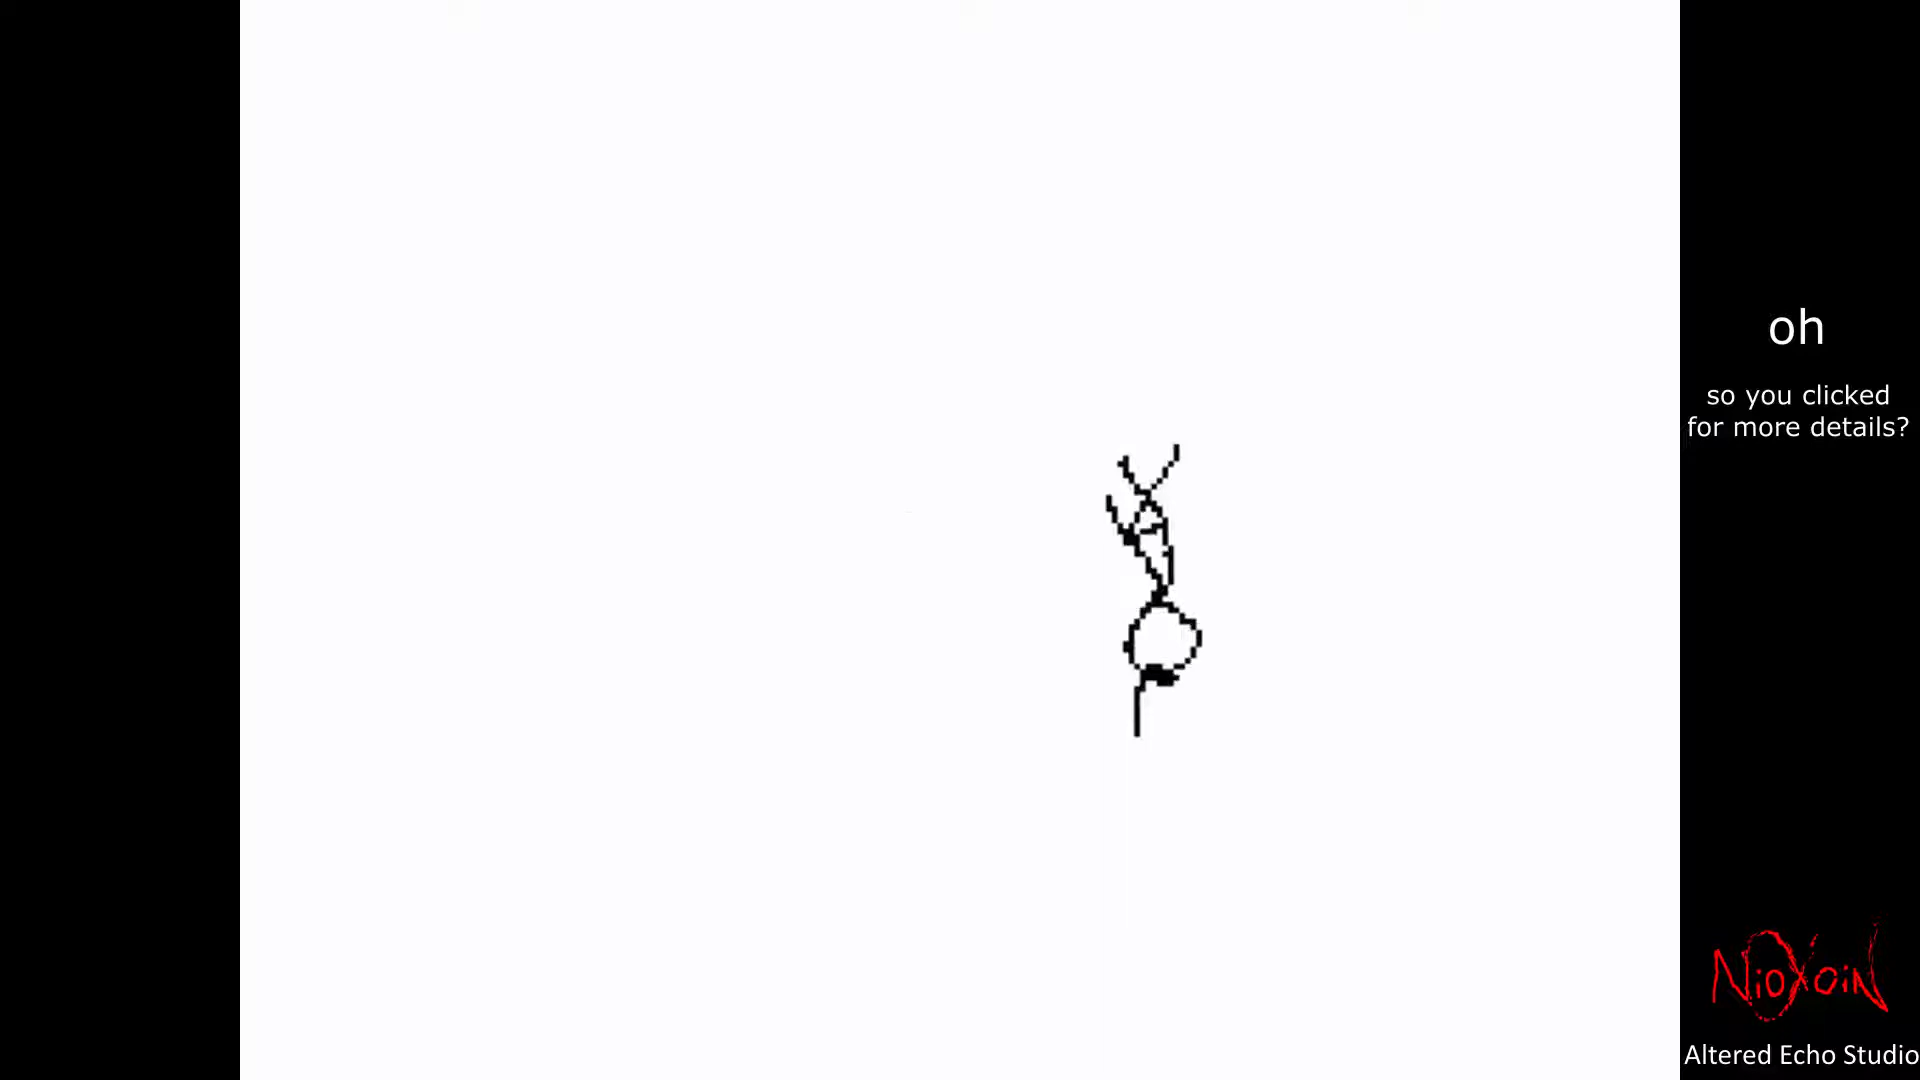 oh
so you clicked
for more details?
NioXoin
Altered Echo Studio